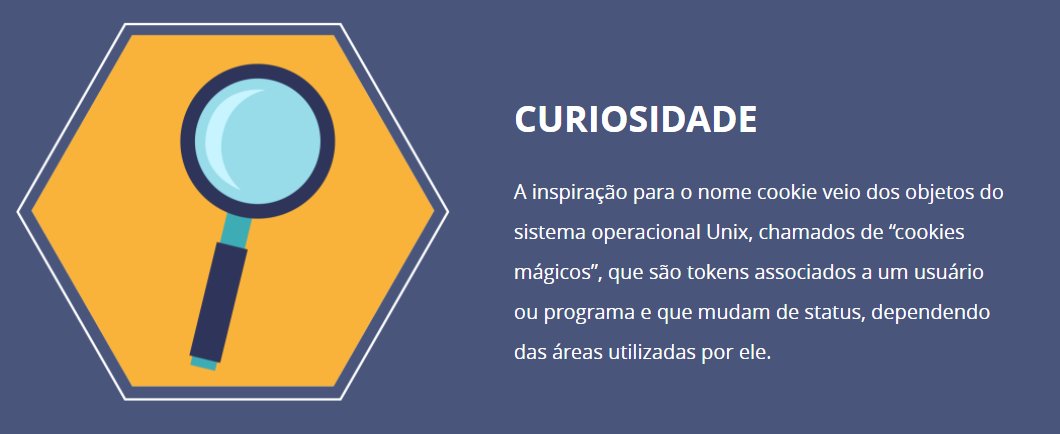 CURIOSIDADE
A inspiração para o nome cookie veio dos objetos do
sistema operacional Unix, chamados de “cookies
mágicos”, que são tokens associados a um usuário
ou programa e que mudam de status, dependendo
das áreas utilizadas por ele.